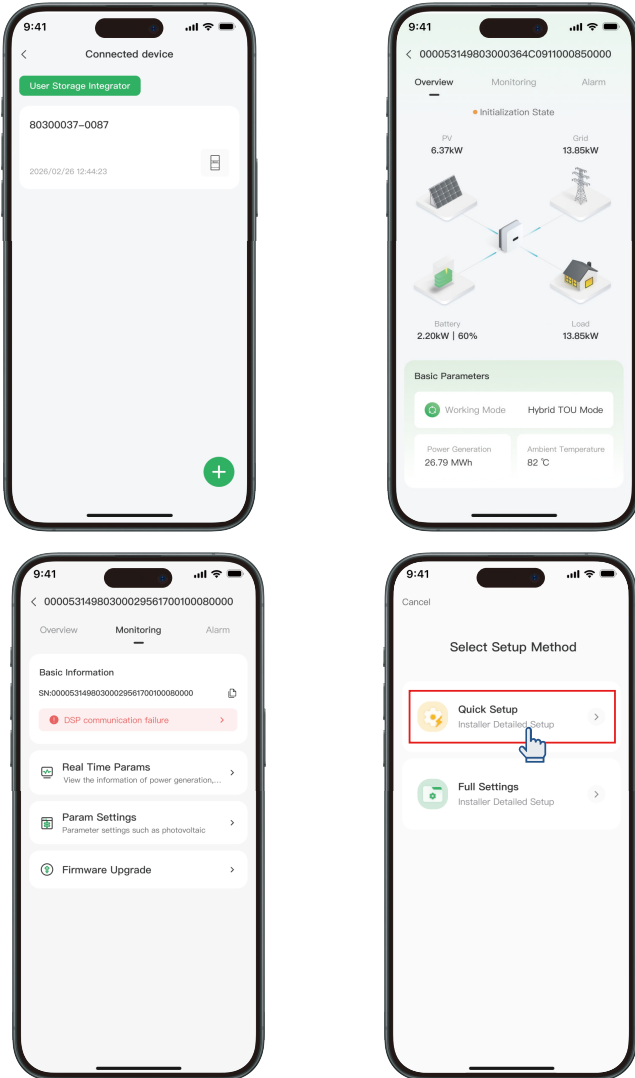 9:41
Connected device
User Storage Integrator
80300037-0087
2026/02/26 12:44:23
9:41
000053149803000364C0911000850000
Overview Monitoring Alarm
Initialization State
PV Grid
6.37kW 13.85kW
Battery Load
2.20kW | 60% 13.85kW
Basic Parameters
Working Mode Hybrid TOU Mode
Power Generation Ambient Temperature
26.79 MWh 82 ℃
9:41
00005314980300029561700100080000
Overview Monitoring Alarm
Basic Information
SN:00005314980300029561700100080000
DSP communication failure
Real Time Params
View the information of power generation,...
Param Settings
Parameter settings such as photovoltaic
Firmware Upgrade
9:41
Cancel
Select Setup Method
Quick Setup
Installer Detailed Setup
Full Settings
Installer Detailed Setup